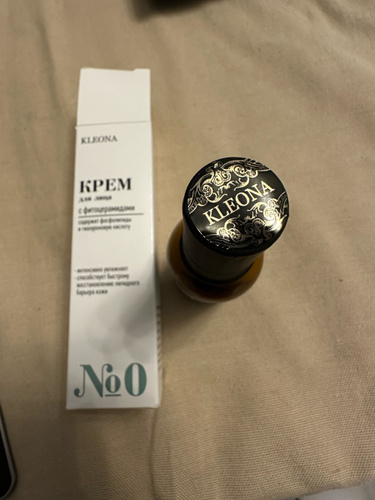 KLEONA
КРЕМ
для лица
с фитоцерамидами
содержит фосфолипиды
и гиалуроновую кислоту
-интенсивно увлажняет
-способствует быстрому
восстановлению липидного
барьера кожи
№0
KLEONA